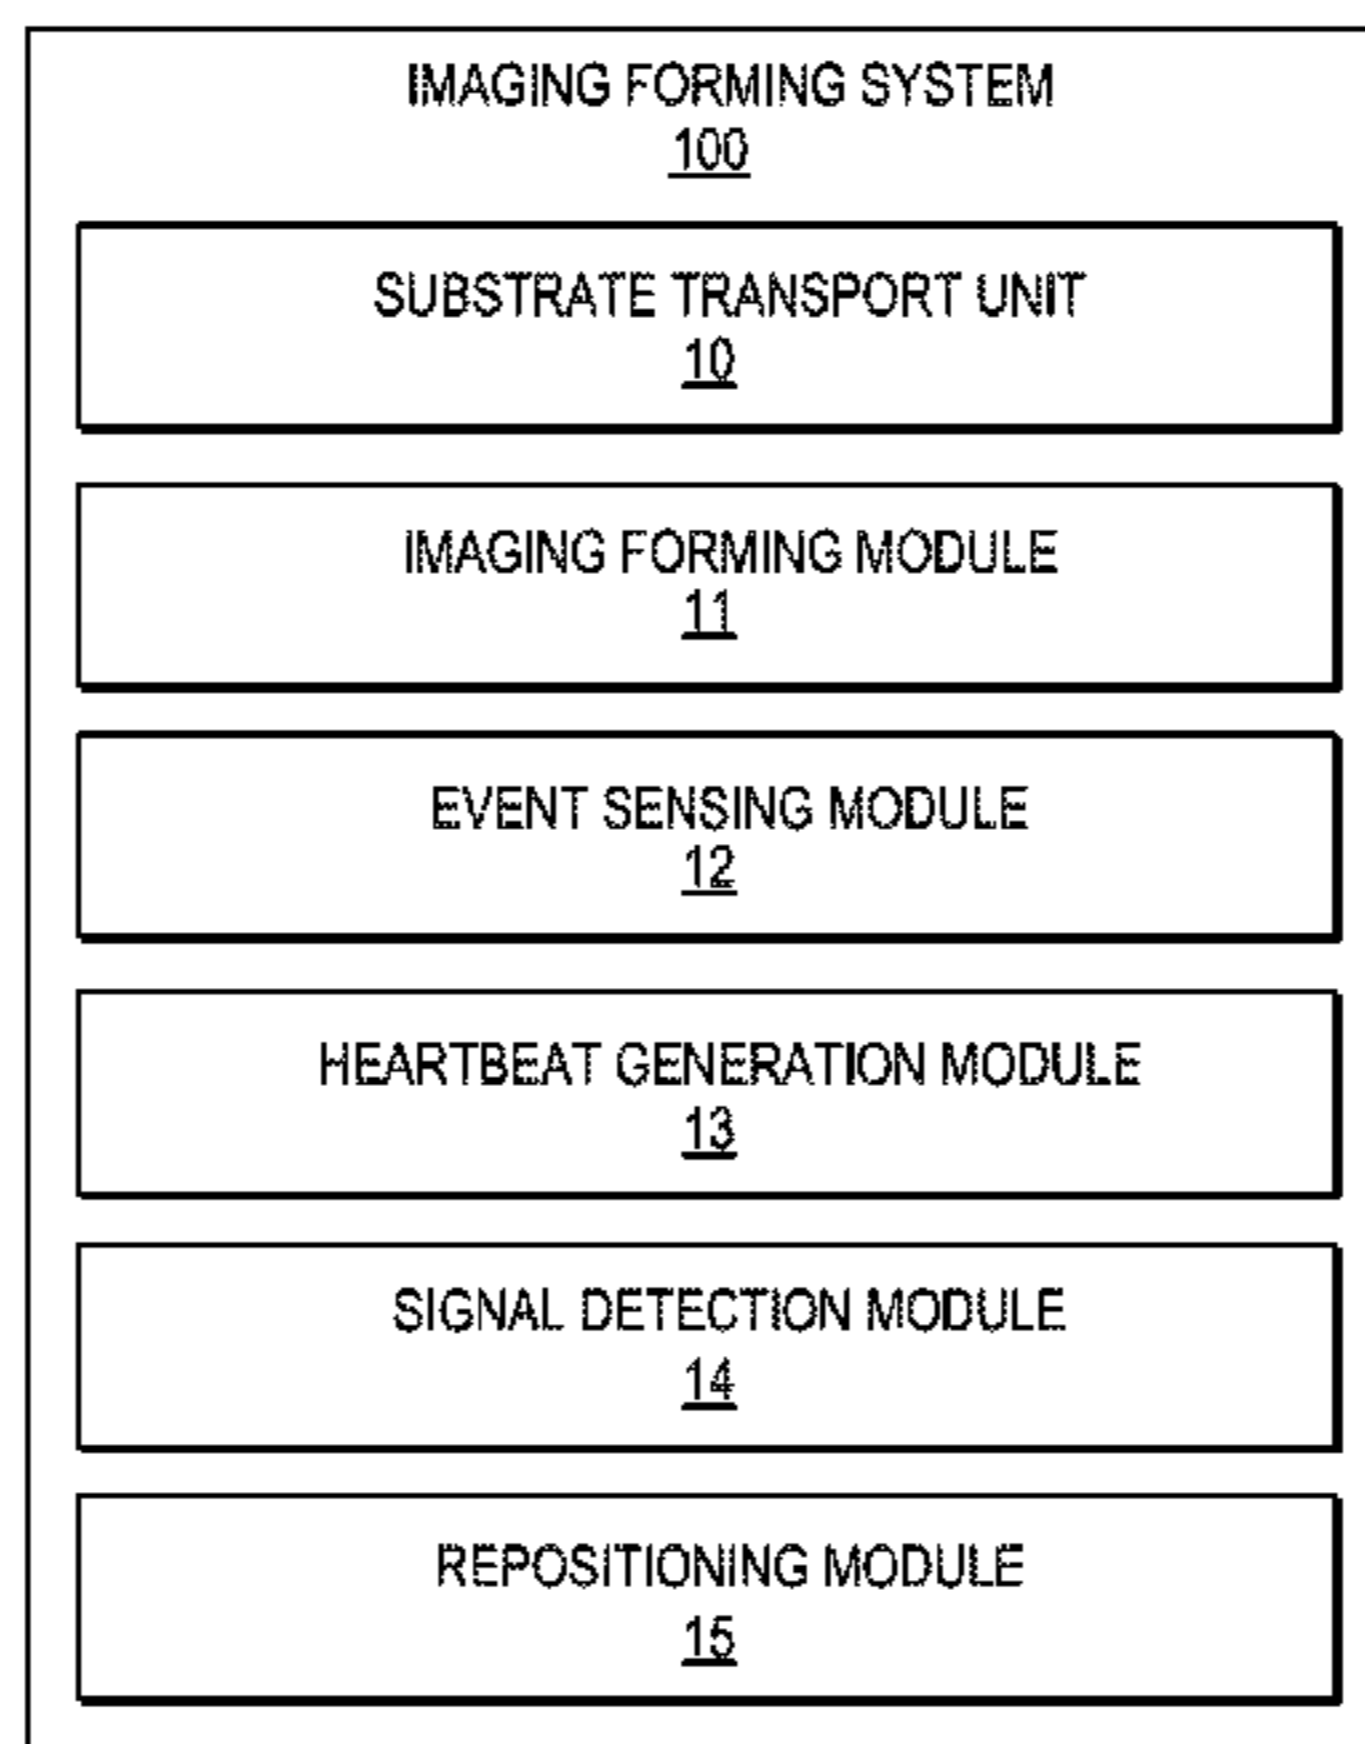 IMAGING FORMING SYSTEM
100
SUBSTRATE TRANSPORT UNIT
10
IMAGING FORMING MODULE
11
EVENT SENSING MODULE
12
HEARTBEAT GENERATION MODULE
13
SIGNAL DETECTION MODULE
14
REPOSITIONING MODULE
15